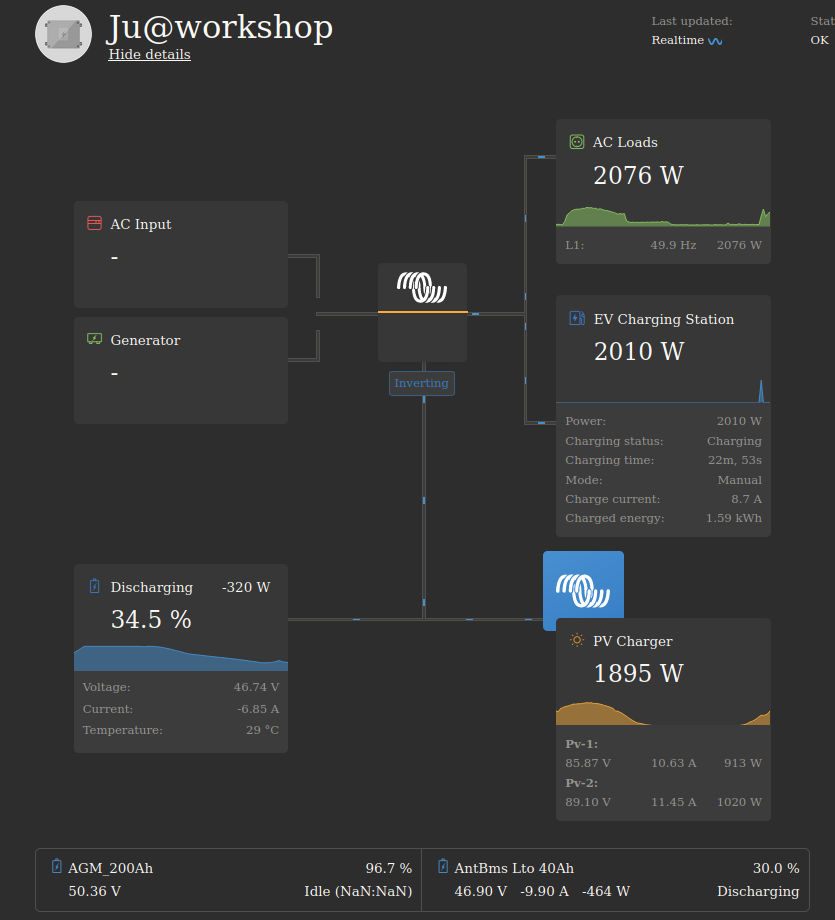 Ju@workshop
Hide details
Last updated:
Realtime
Stat
OK
AC Input
-
Generator
-
Inverting
AC Loads
2076 W
L1: 49.9 Hz 2076 W
EV Charging Station
2010 W
Power: 2010 W
Charging status: Charging
Charging time: 22m, 53s
Mode: Manual
Charge current: 8.7 A
Charged energy: 1.59 kWh
Discharging -320 W
34.5 %
Voltage: 46.74 V
Current: -6.85 A
Temperature: 29 °C
PV Charger
1895 W
Pv-1:
85.87 V 10.63 A 913 W
Pv-2:
89.10 V 11.45 A 1020 W
AGM_200Ah 96.7 %
50.36 V Idle (NaN:NaN)
AntBms Lto 40Ah 30.0 %
46.90 V -9.90 A -464 W Discharging